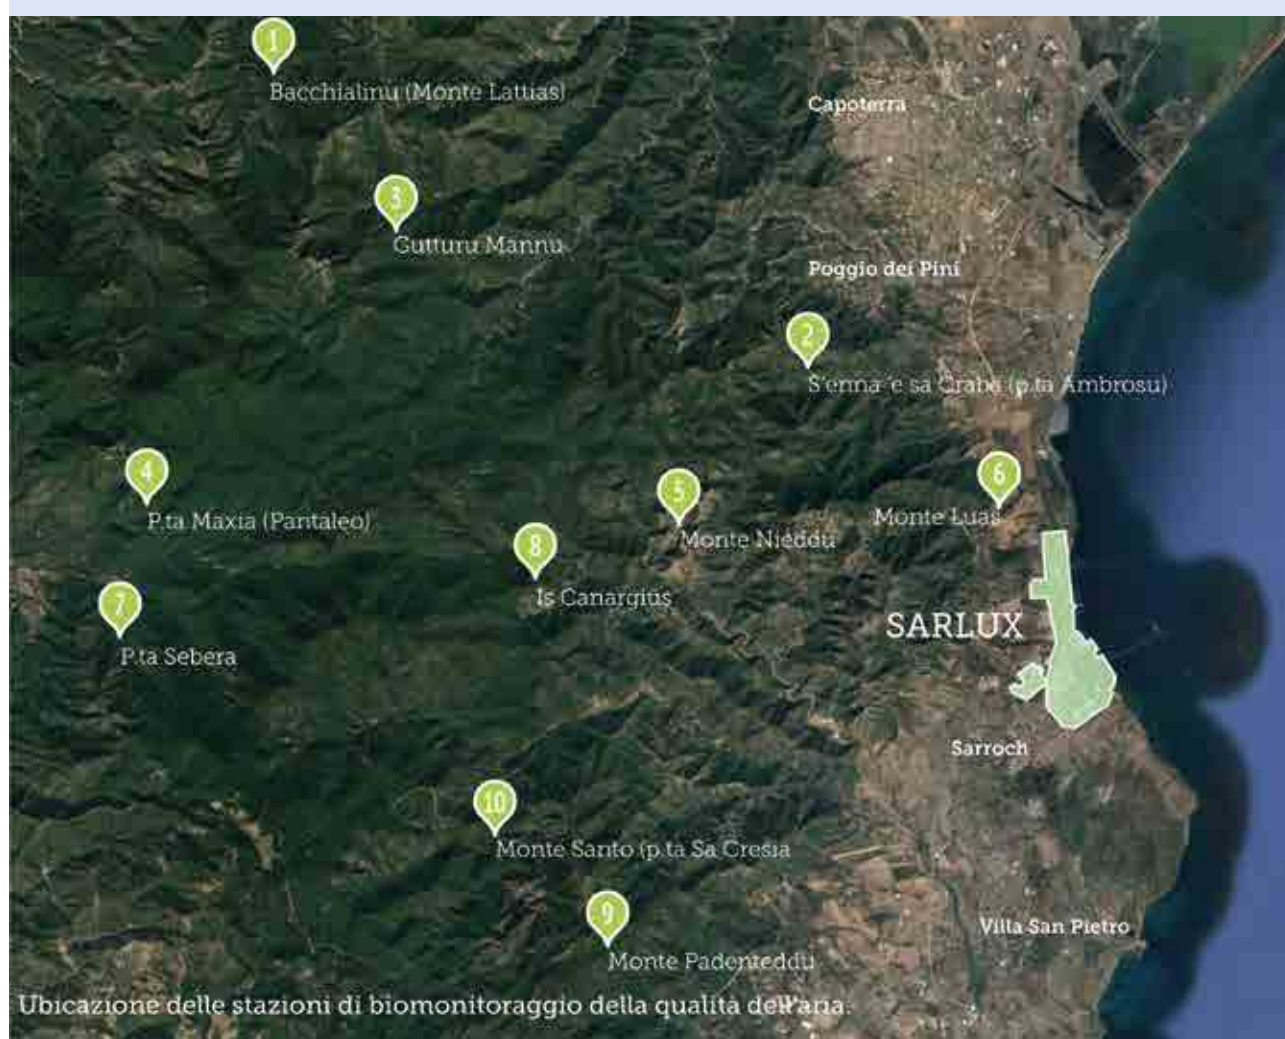 1
Bacchialinu (Monte Lattias)
Capoterra
3
Gutturu Mannu
Poggio dei Pini
2
S'enna 'e sa Craba (p.ta Ambrosu)
4
P.ta Maxia (Pantaleo)
5
Monte Nieddu
6
Monte Luas
8
Is Canargius
7
P.ta Sebera
SARLUX
Sarroch
10
Monte Santo (p.ta Sa Cresia
9
Monte Padenteddu
Villa San Pietro
Ubicazione delle stazioni di biomonitoraggio della qualità dell'aria.